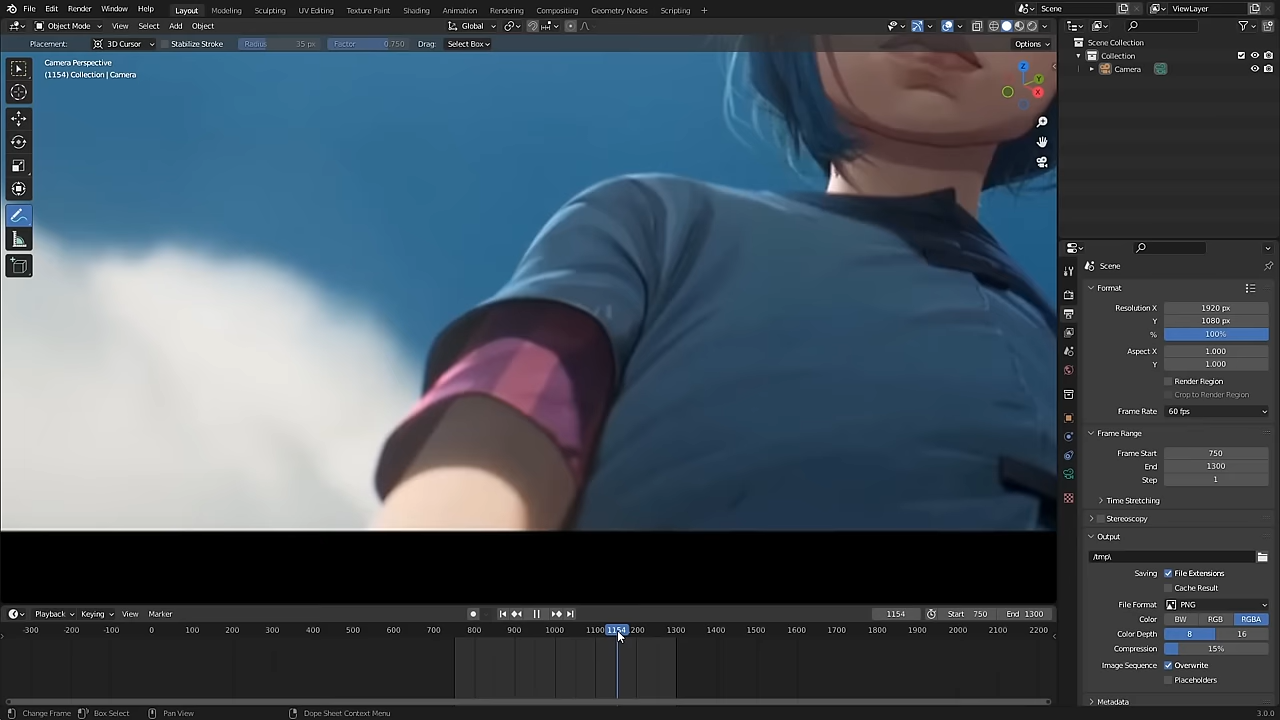 File Edit Render Window Help Layout Modeling Sculpting UV Editing Texture Paint Shading Animation Rendering Compositing Geometry Nodes Scripting + Scene ViewLayer
Object Mode View Select Add Object Global Options
Placement: 3D Cursor Stabilize Stroke Radius 35 px Factor 0.750 Drag: Select Box Options
Camera Perspective
(1154) Collection | Camera
Z
Y
X
Scene Collection
Collection
Camera
Scene
Format
Resolution X 1920 px
Y 1080 px
% 100%
Aspect X 1.000
Y 1.000
Render Region
Crop to Render Region
Frame Rate 60 fps
Frame Range
Frame Start 750
End 1300
Step 1
Time Stretching
Stereoscopy
Output
/tmp\
Saving File Extensions
Cache Result
File Format PNG
Color BW RGB RGBA
Color Depth 8 16
Compression 15%
Image Sequence Overwrite
Placeholders
Metadata
Playback Keying View Marker 1154 Start 750 End 1300
-300 -200 -100 0 100 200 300 400 500 600 700 800 900 1000 1100 1154 200 1300 1400 1500 1600 1700 1800 1900 2000 2100 2200
Change Frame Box Select Pan View Dope Sheet Context Menu 3.0.0